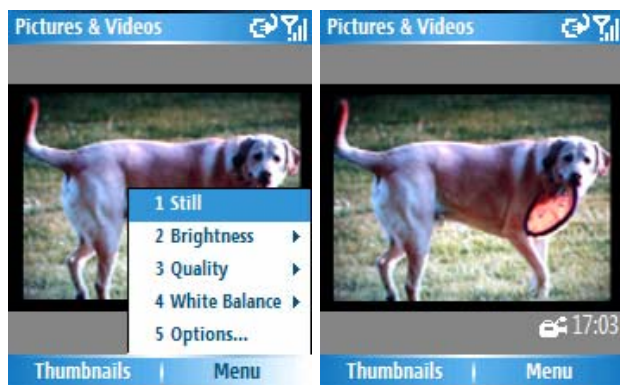 Pictures & Videos
1 Still
2 Brightness
3 Quality
4 White Balance
5 Options...
Thumbnails
Menu
Pictures & Videos
17:03
Thumbnails
Menu